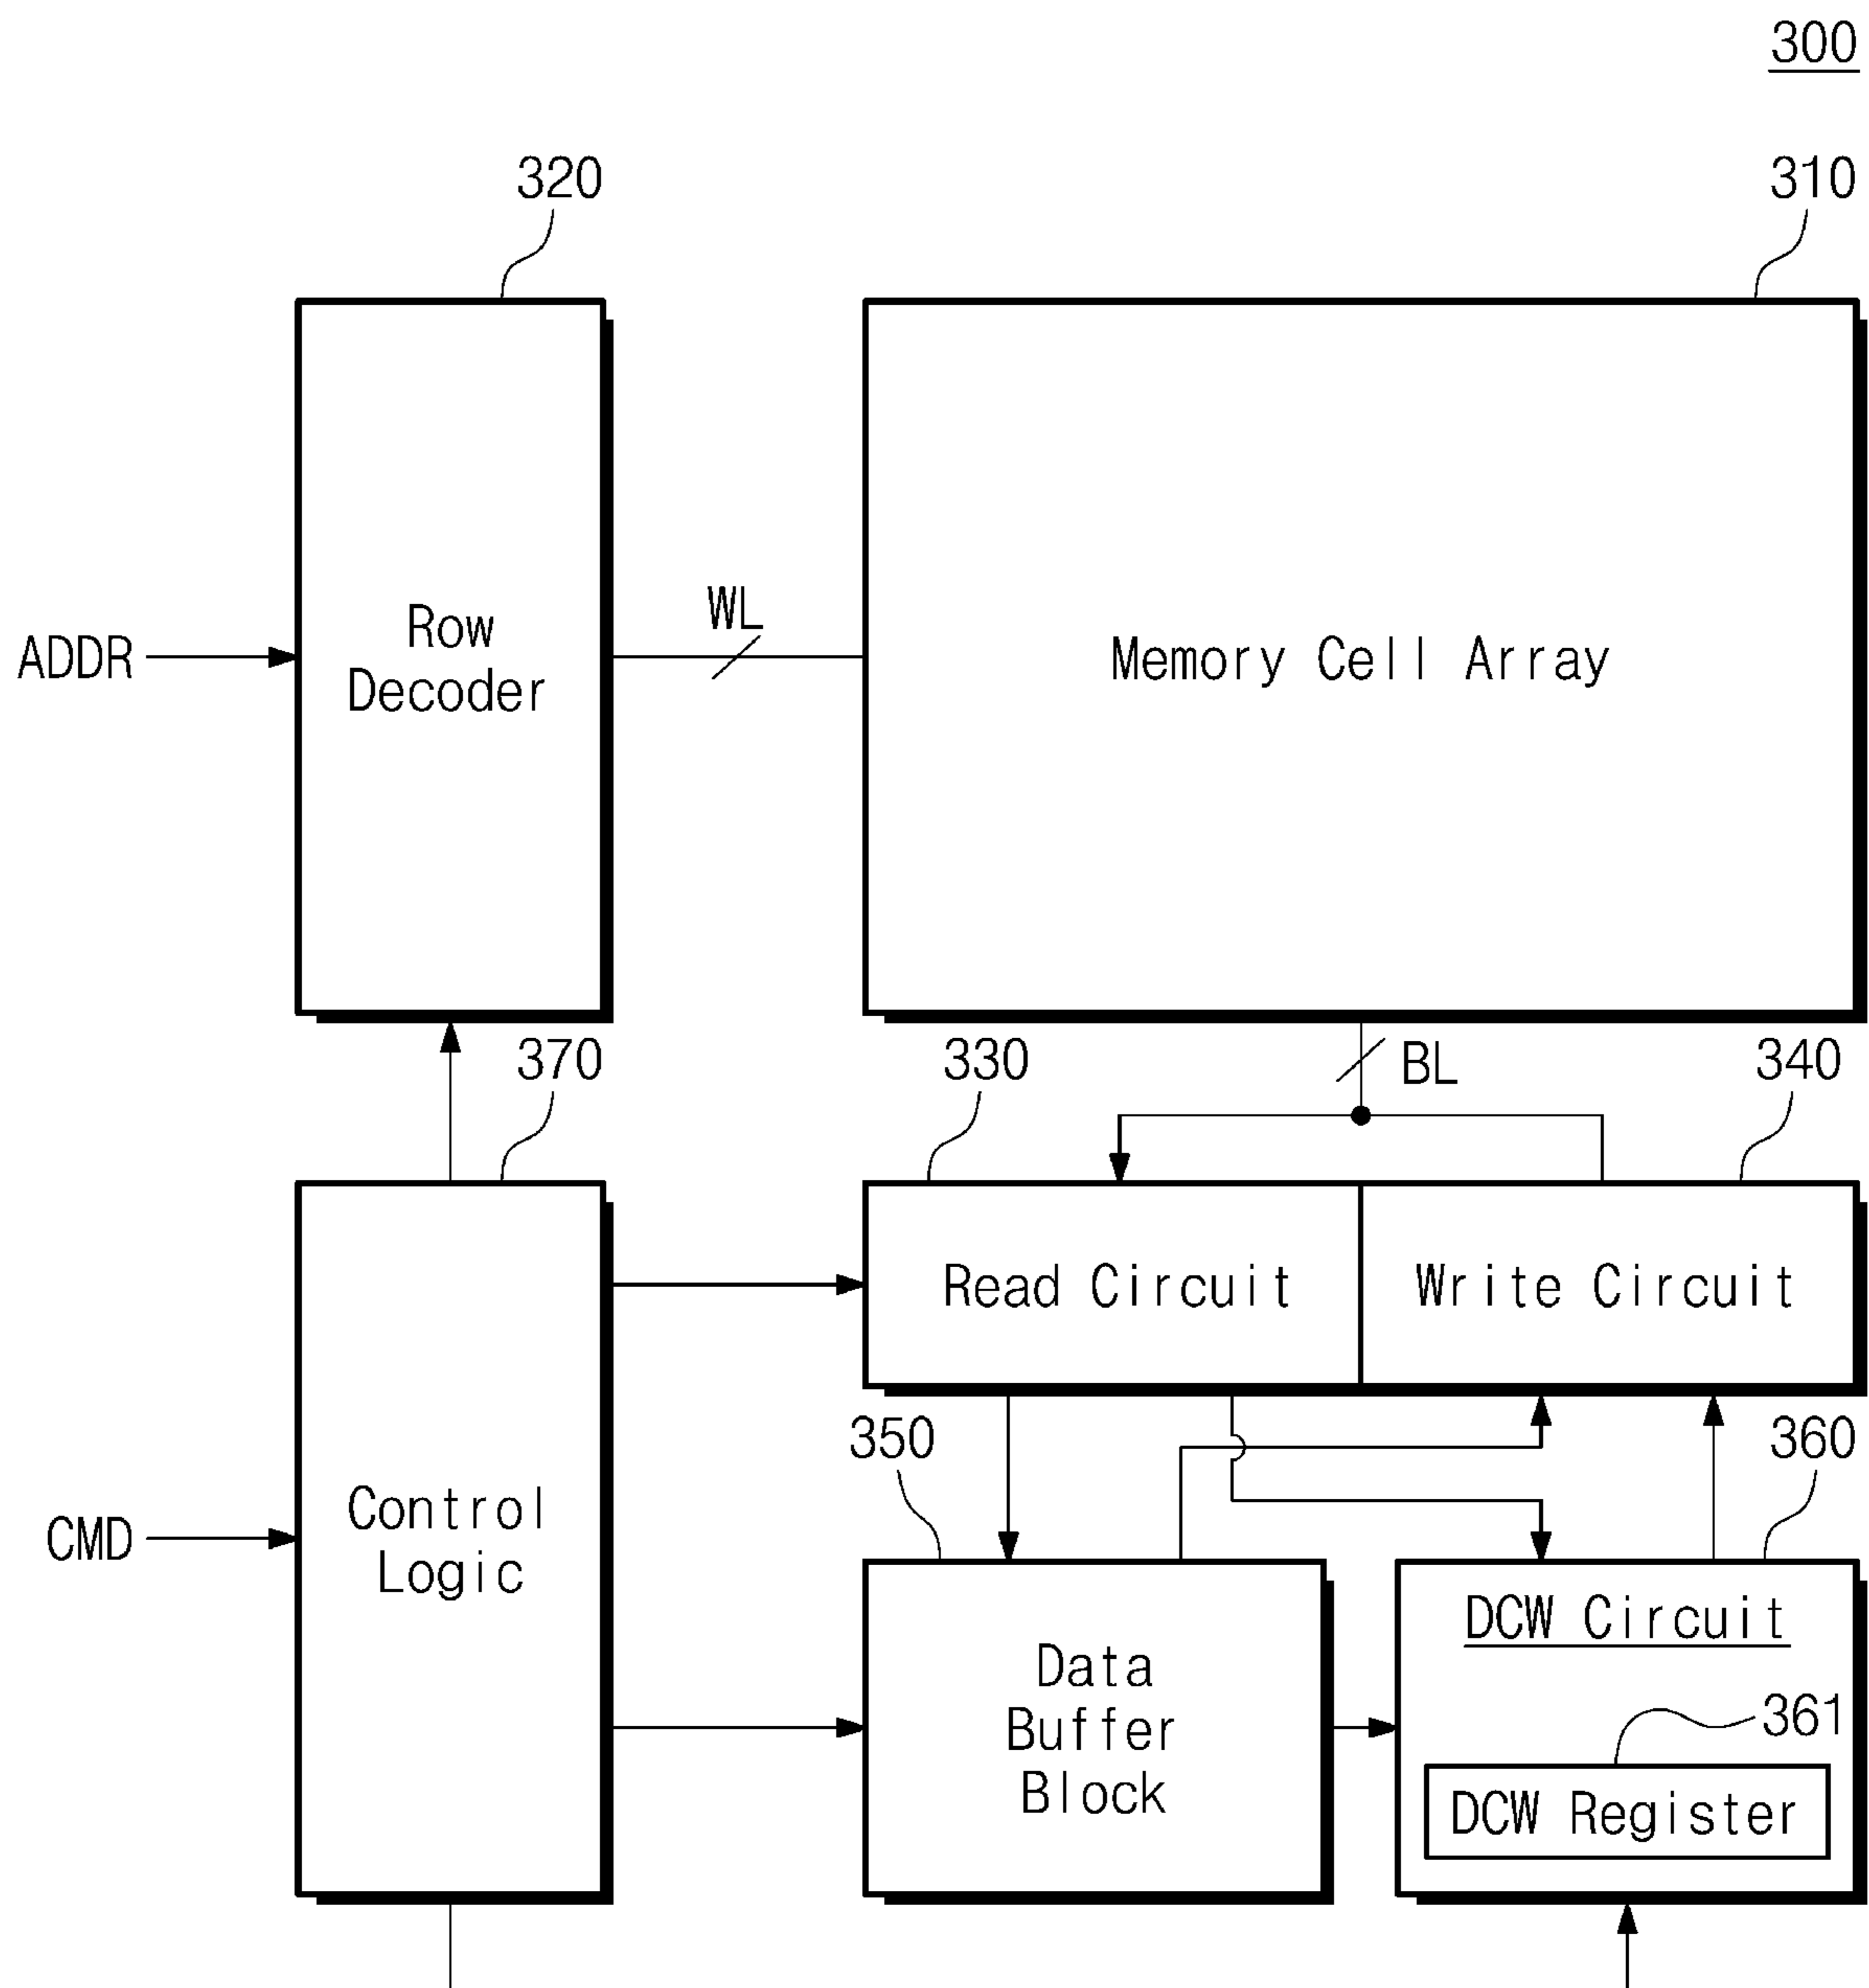 300
320
310
Row
Decoder
ADDR
WL
Memory Cell Array
370
330
BL
340
Read Circuit
Write Circuit
350
360
CMD
Control
Logic
DCW Circuit
Data
Buffer
Block
361
DCW Register